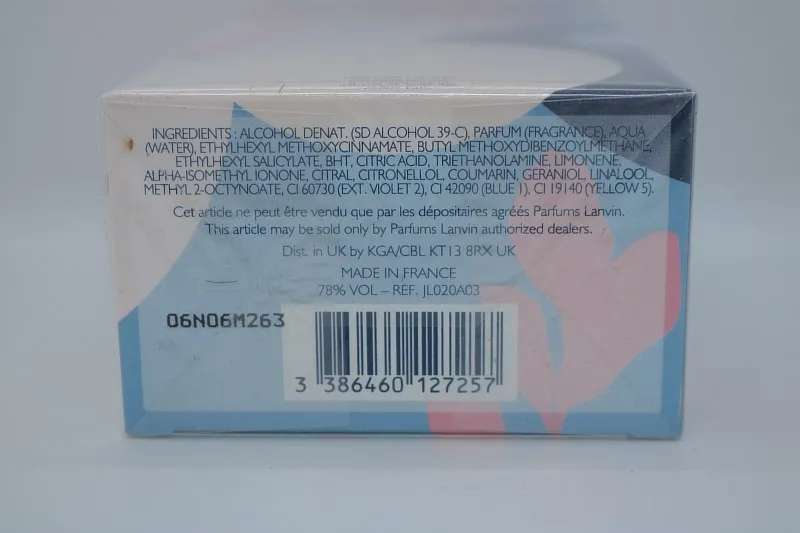 INGREDIENTS : ALCOHOL DENAT. (SD ALCOHOL 39-C), PARFUM (FRAGRANCE), AQUA
(WATER), ETHYLHEXYL METHOXYCINNAMATE, BUTYL METHOXYDIBENZOYLMETHANE,
ETHYLHEXYL SALICYLATE, BHT, CITRIC ACID, TRIETHANOLAMINE, LIMONENE,
ALPHA-ISOMETHYL IONONE, CITRAL, CITRONELLOL, COUMARIN, GERANIOL, LINALOOL,
METHYL 2-OCTYNOATE, CI 60730 (EXT. VIOLET 2), CI 42090 (BLUE 1), CI 19140 (YELLOW 5).
Cet article ne peut être vendu que par les dépositaires agréés Parfums Lanvin.
This article may be sold only by Parfums Lanvin authorized dealers.
Dist. in UK by KGA/CBL KT13 8RX UK
MADE IN FRANCE
78% VOL – REF. JL020A03
06N06M263
3 386460 127257